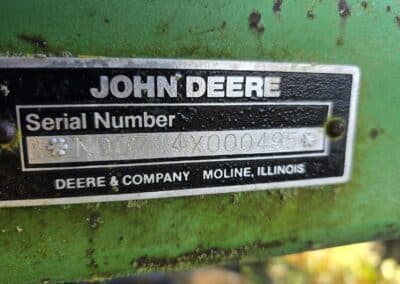 JOHN DEERE
Serial Number
DEERE & COMPANY MOLINE, ILLINOIS